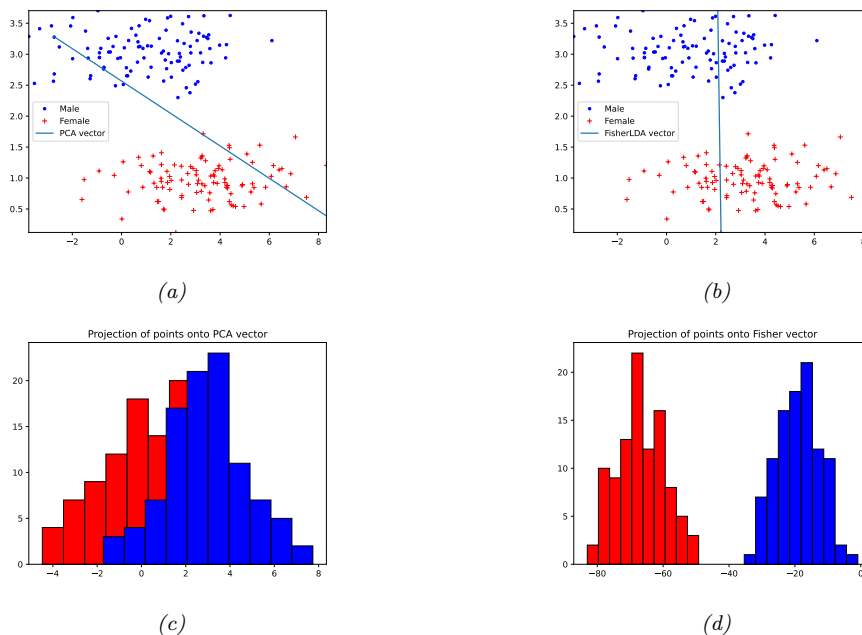 3.5
3.0
2.5
2.0
1.5
1.0
0.5
Male
Female
PCA vector
−2 0 2 4 6 8
(a)
3.5
3.0
2.5
2.0
1.5
1.0
0.5
Male
Female
FisherLDA vector
−2 0 2 4 6 8
(b)
Projection of points onto PCA vector
20
15
10
5
0
−4 −2 0 2 4 6 8
(c)
Projection of points onto Fisher vector
20
15
10
5
0
−80 −60 −40 −20 0
(d)